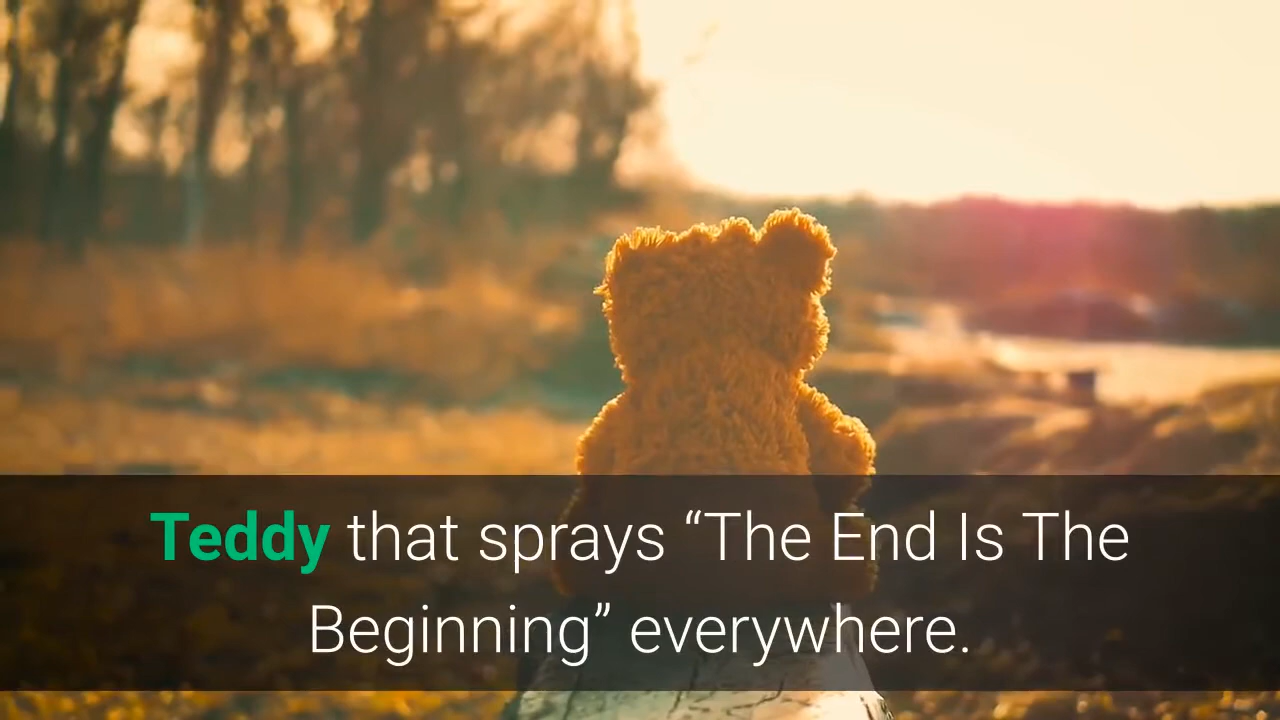 Teddy that sprays “The End Is The
Beginning” everywhere.